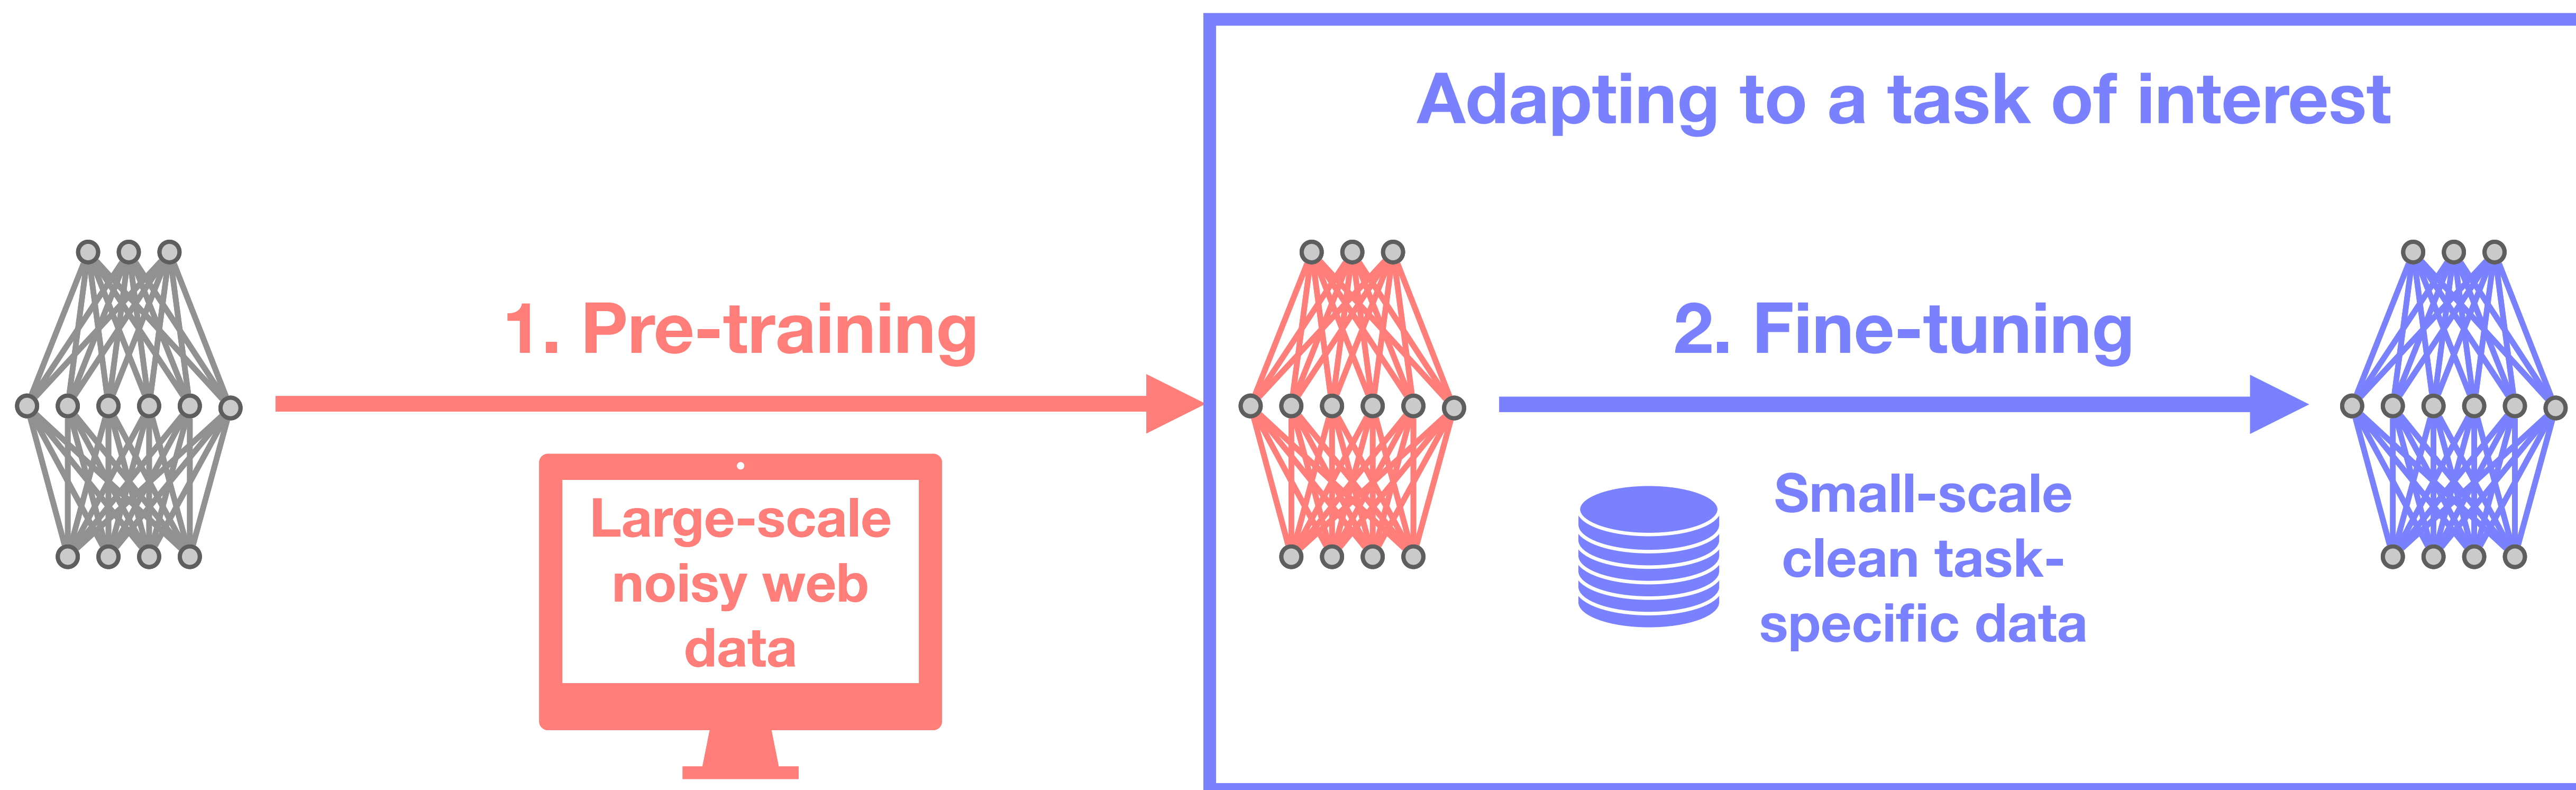 Adapting to a task of interest
1. Pre-training
Large-scale
noisy web
data
2. Fine-tuning
Small-scale
clean task-
specific data